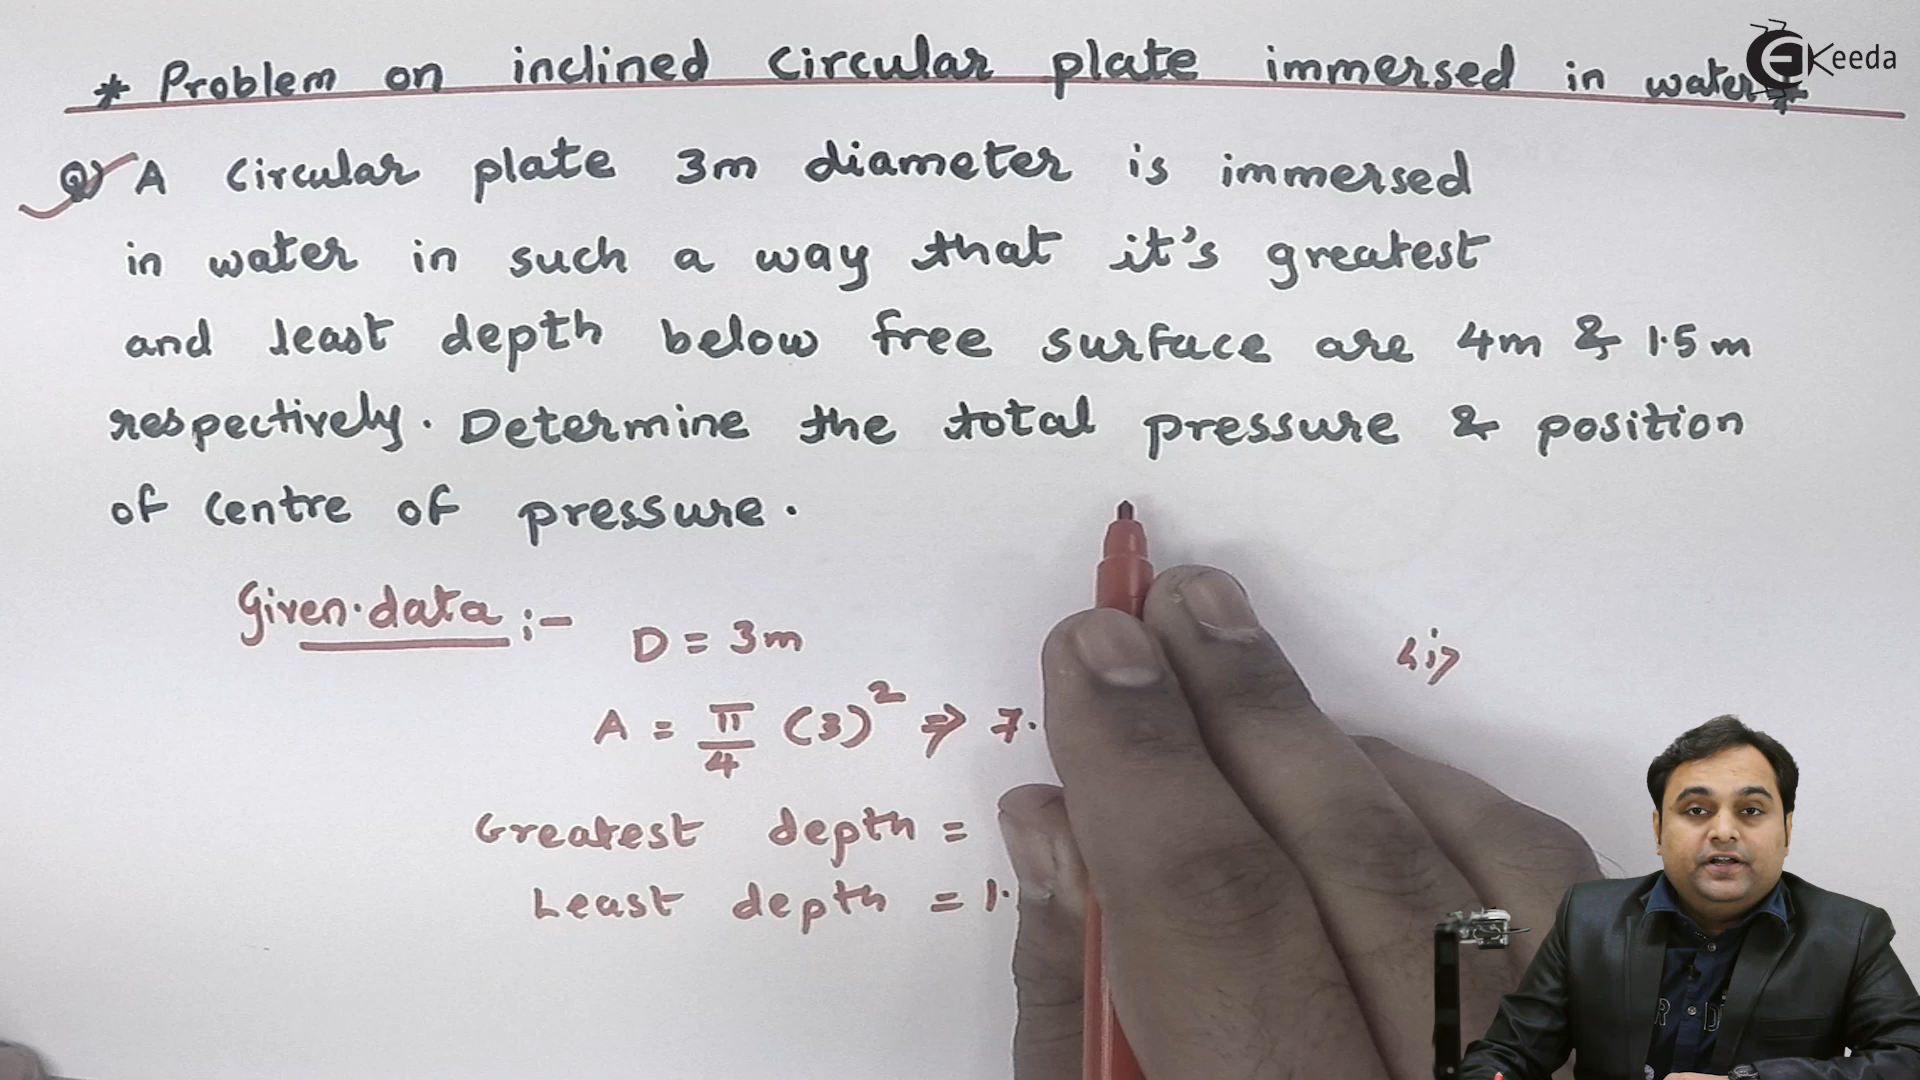 * Problem on inclined circular plate immersed in water *
Keeda
Q) A circular plate 3m diameter is immersed
in water in such a way that it's greatest
and least depth below free surface are 4m & 1.5m
respectively. Determine the total pressure & position
of centre of pressure.
Given data :-
D = 3m
(i)
A = π/4 (3)² ⇒ 7.
Greatest depth =
Least depth = 1.